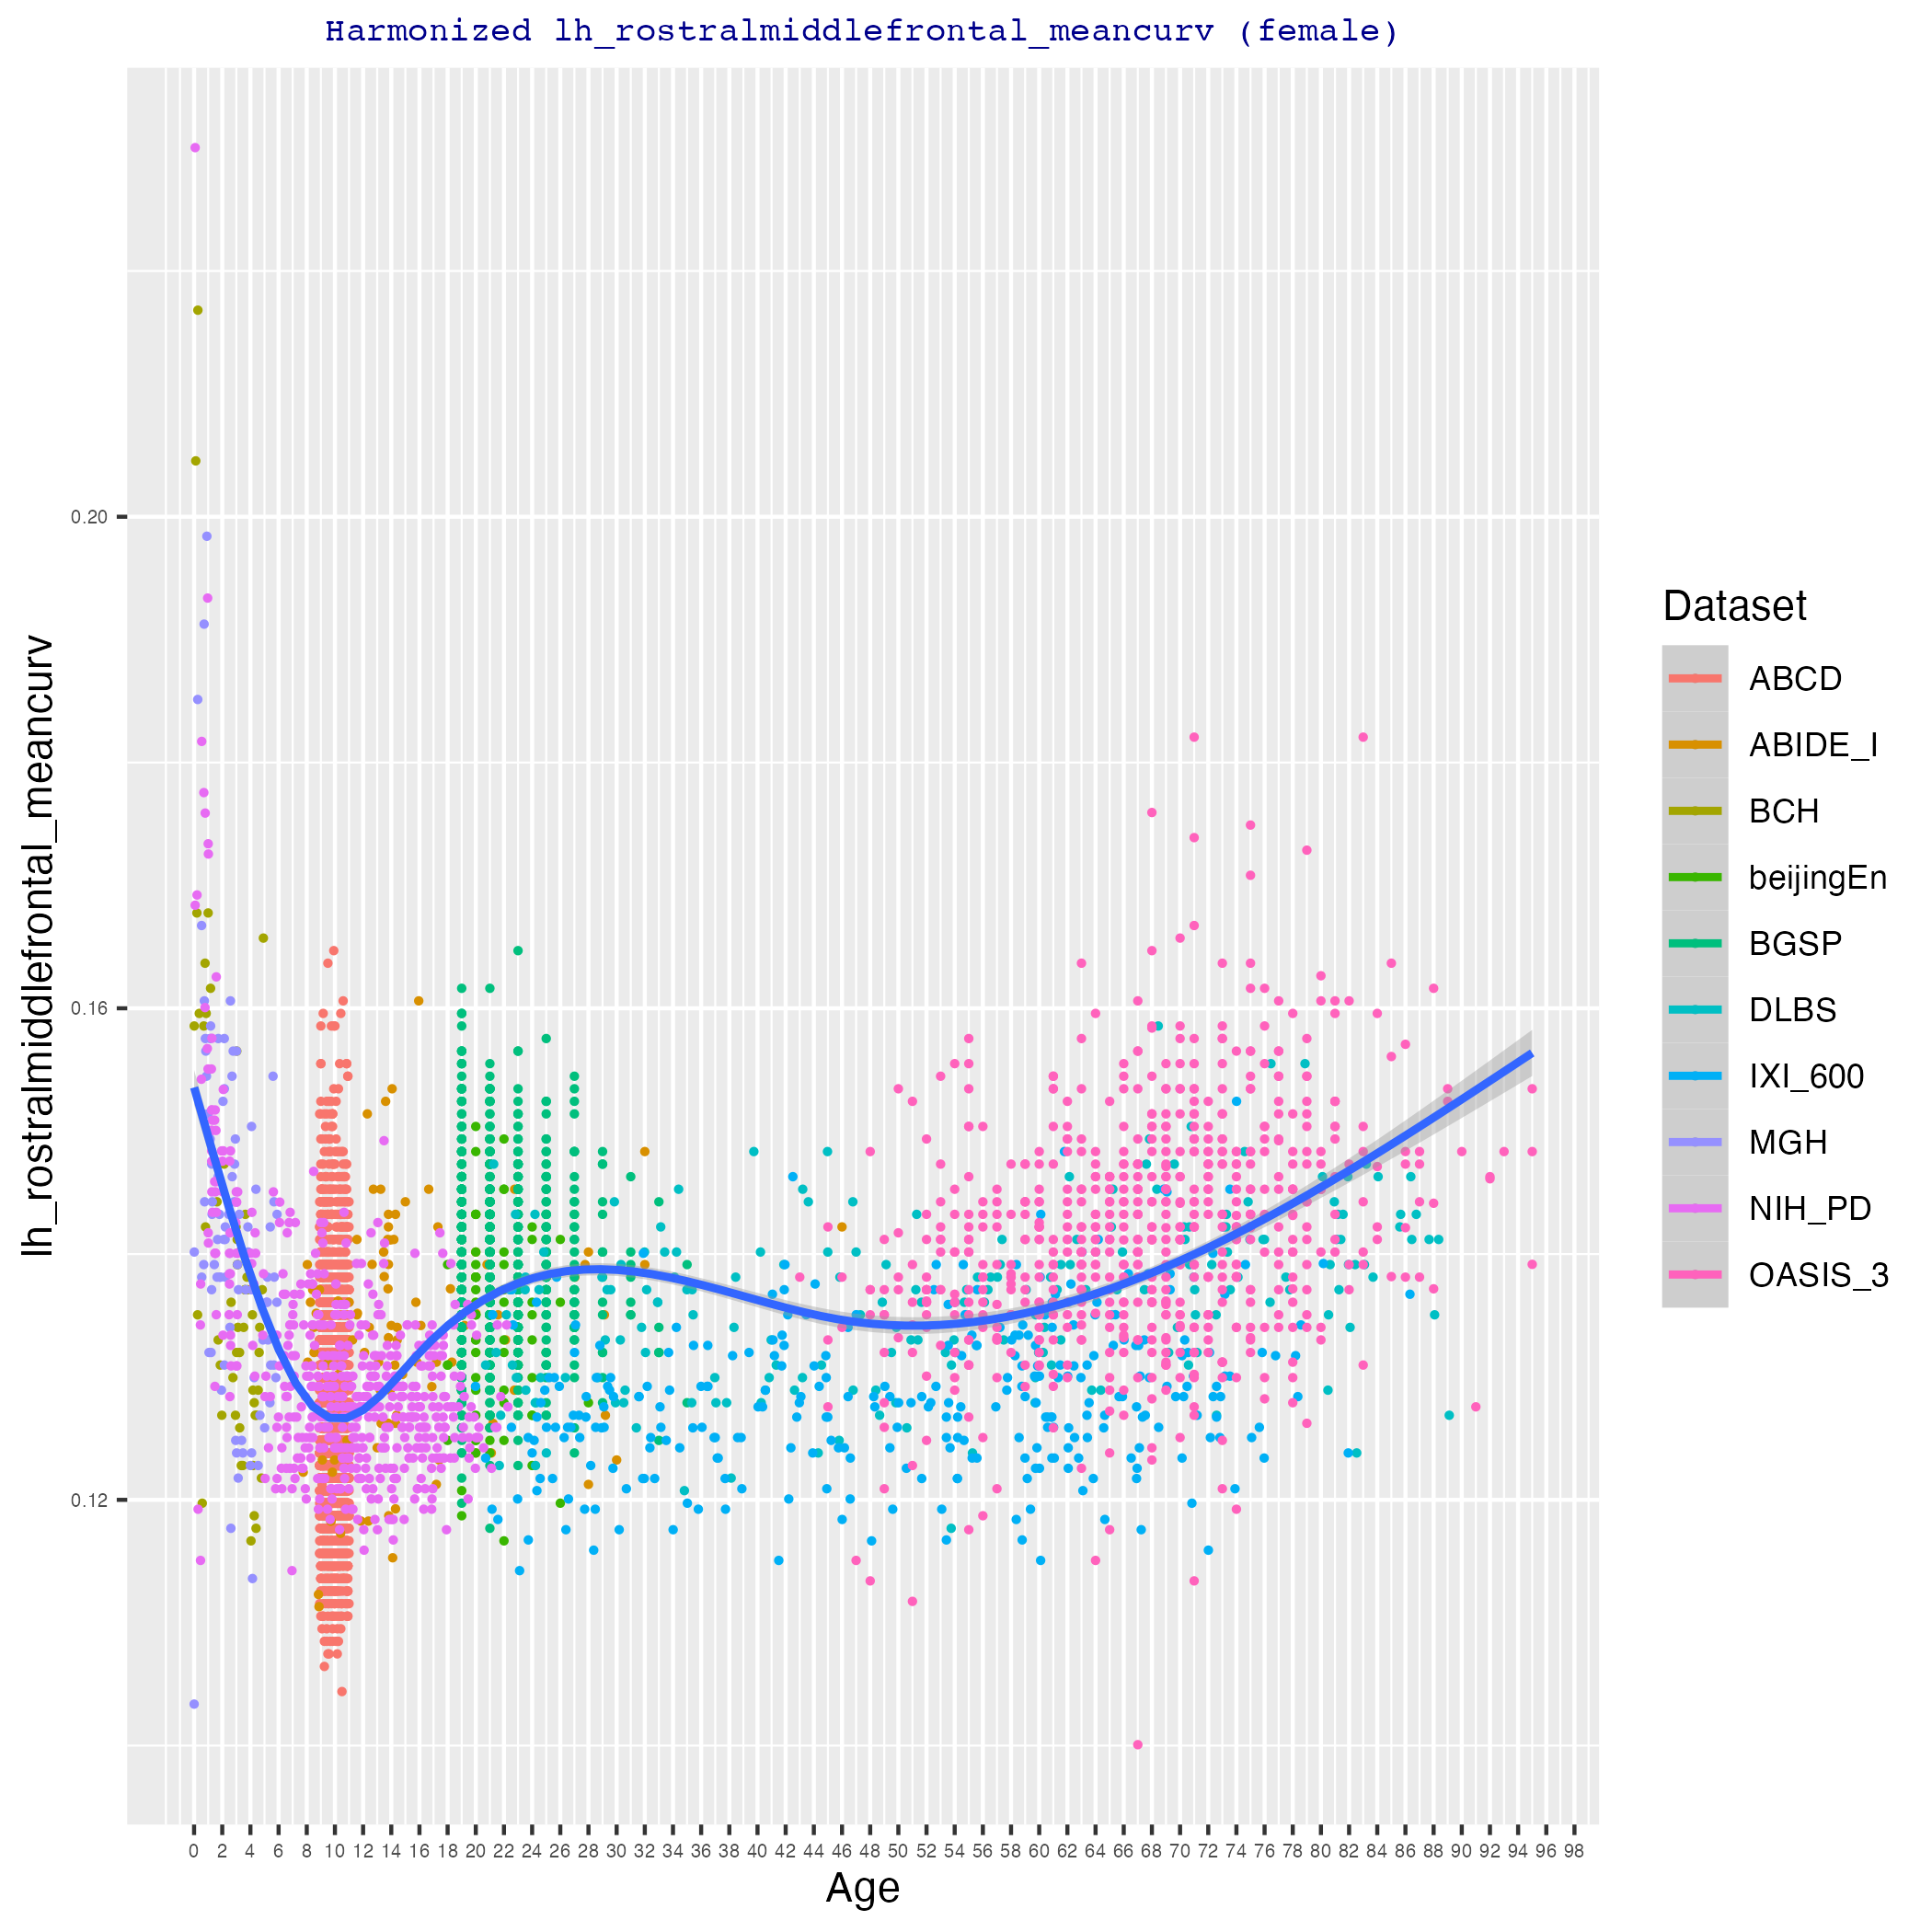 Harmonized lh_rostralmiddlefrontal_meancurv (female)
lh_rostralmiddlefrontal_meancurv
0.20
0.16
0.12
0 2 4 6 8 10 12 14 16 18 20 22 24 26 28 30 32 34 36 38 40 42 44 46 48 50 52 54 56 58 60 62 64 66 68 70 72 74 76 78 80 82 84 86 88 90 92 94 96 98
Age
Dataset
ABCD
ABIDE_I
BCH
beijingEn
BGSP
DLBS
IXI_600
MGH
NIH_PD
OASIS_3